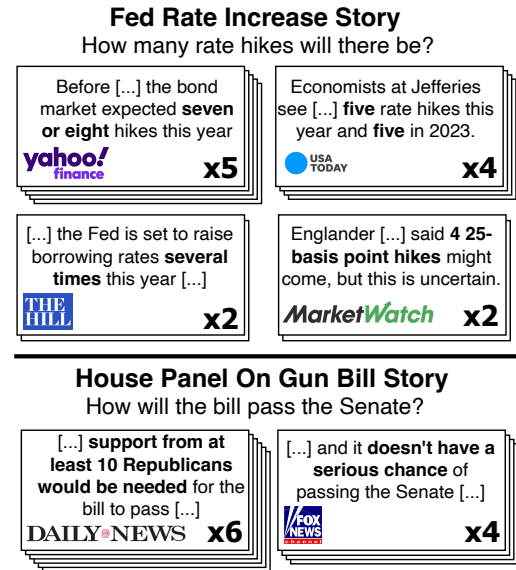 Fed Rate Increase Story
How many rate hikes will there be?
Before [...] the bond
market expected seven
or eight hikes this year
yahoo!
finance
x5
Economists at Jefferies
see [...] five rate hikes this
year and five in 2023.
USA
TODAY
x4
[...] the Fed is set to raise
borrowing rates several
times this year [...]
THE
HILL
x2
Englander [...] said 4 25-
basis point hikes might
come, but this is uncertain.
MarketWatch
x2
House Panel On Gun Bill Story
How will the bill pass the Senate?
[...] support from at
least 10 Republicans
would be needed for the
bill to pass [...]
DAILY NEWS
x6
[...] and it doesn't have a
serious chance of
passing the Senate [...]
FOX
NEWS
channel
x4